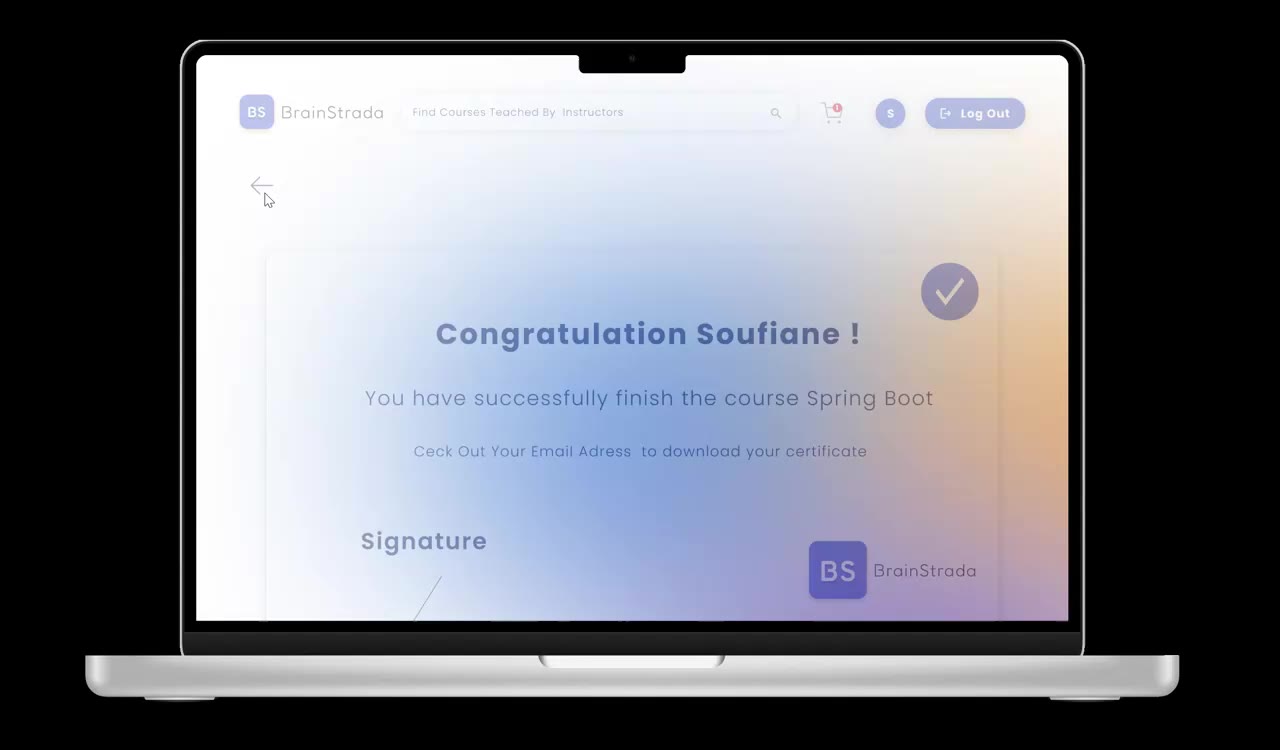 BS BrainStrada Find Courses Teached By Instructors 1 S Log Out
Congratulation Soufiane !
You have successfully finish the course Spring Boot
Ceck Out Your Email Adress to download your certificate
Signature
BS BrainStrada